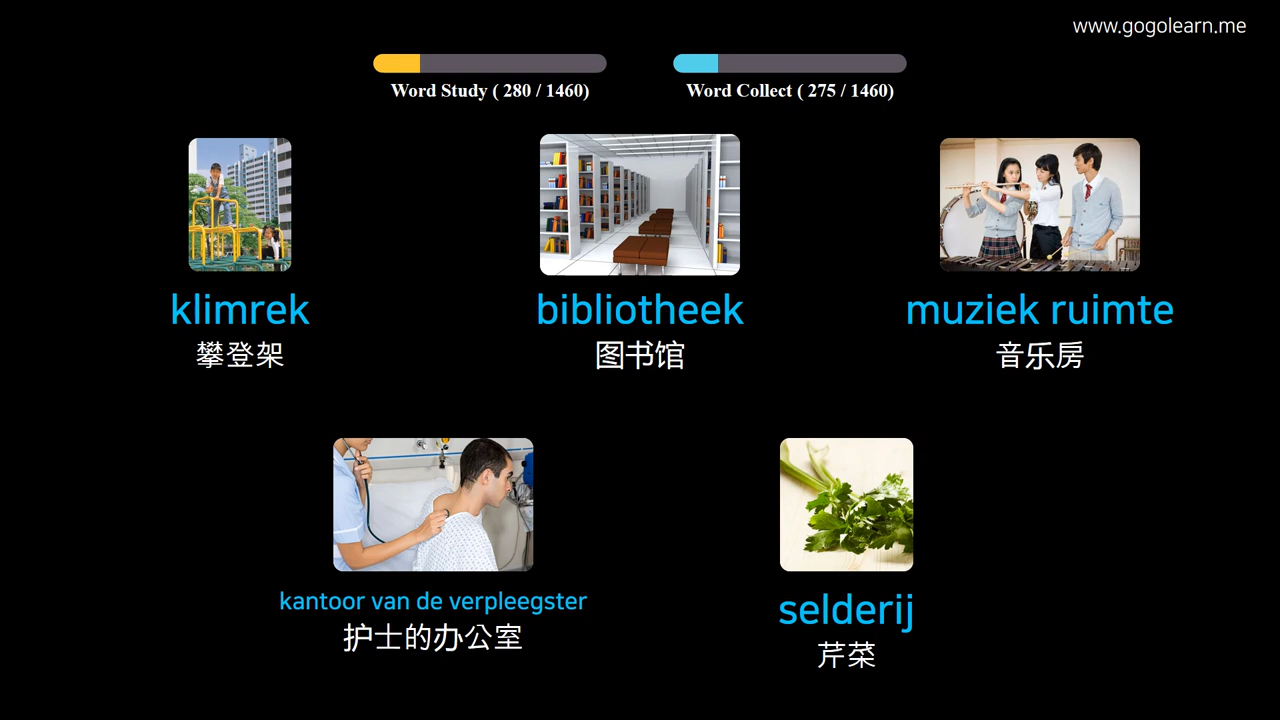 www.gogolearn.me
Word Study ( 280 / 1460)
Word Collect ( 275 / 1460)
klimrek
攀登架
bibliotheek
图书馆
muziek ruimte
音乐房
kantoor van de verpleegster
护士的办公室
selderij
芹菜